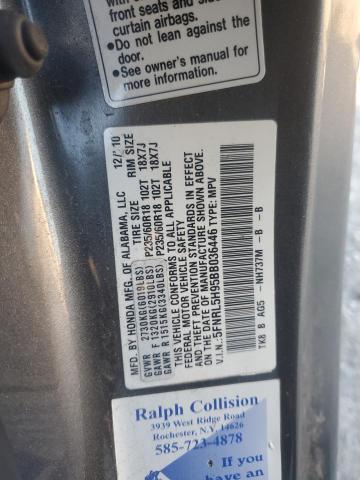 front seats and
curtain airbags.
•Do not lean against the
door.
•See owner's manual for
more information.
MFD. BY HONDA MFG. OF ALABAMA, LLC 12/'10
TIRE SIZE RIM SIZE
GVWR 2730KG(6019LBS)
GAWR F 1320KG(2910LBS) P235/60R18 102T 18X7J
GAWR R 1515KG(3340LBS) P235/60R18 102T 18X7J
THIS VEHICLE CONFORMS TO ALL APPLICABLE
FEDERAL MOTOR VEHICLE SAFETY
AND THEFT PREVENTION STANDARDS IN EFFECT
ON THE DATE OF MANUFACTURE SHOWN ABOVE.
V.I.N.: 5FNRL5H95BB036446 TYPE: MPV
TK8 B AG5 -NH737M - B - B
Ralph Collision
3939 West Ridge Road
Rochester, N.Y. 14626
585-723-4878
If you
have an